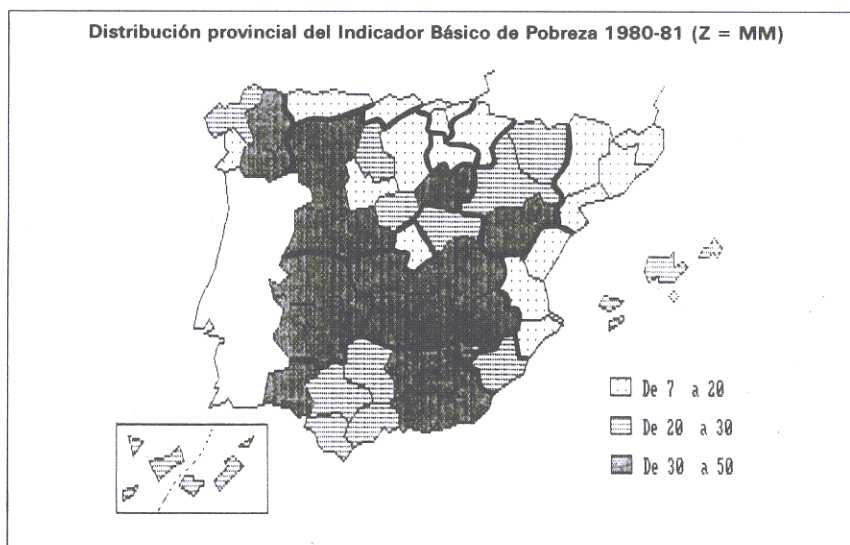 Distribución provincial del Indicador Básico de Pobreza 1980-81 (Z = MM)
De 7 a 20
De 20 a 30
De 30 a 50